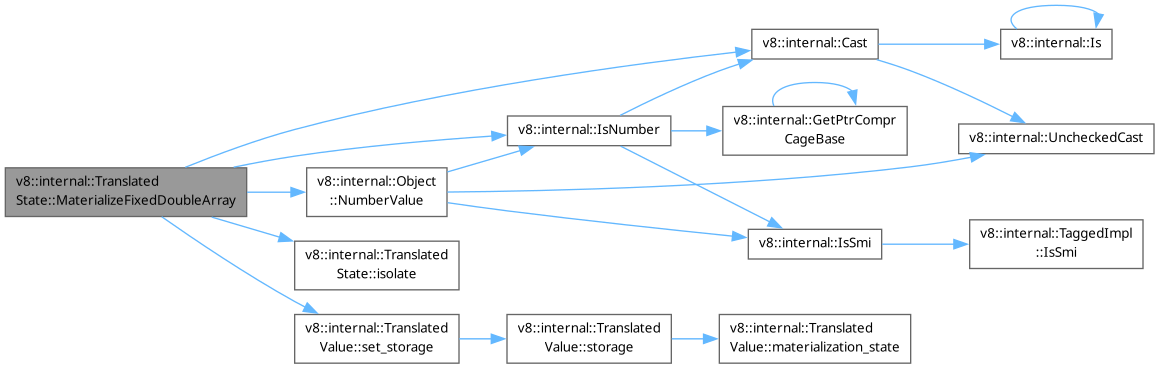 v8::internal::Translated
State::MaterializeFixedDoubleArray
v8::internal::Object
::NumberValue
v8::internal::Translated
State::isolate
v8::internal::Translated
Value::set_storage
v8::internal::IsNumber
v8::internal::Translated
Value::storage
v8::internal::Cast
v8::internal::GetPtrCompr
CageBase
v8::internal::IsSmi
v8::internal::Translated
Value::materialization_state
v8::internal::Is
v8::internal::UncheckedCast
v8::internal::TaggedImpl
::IsSmi